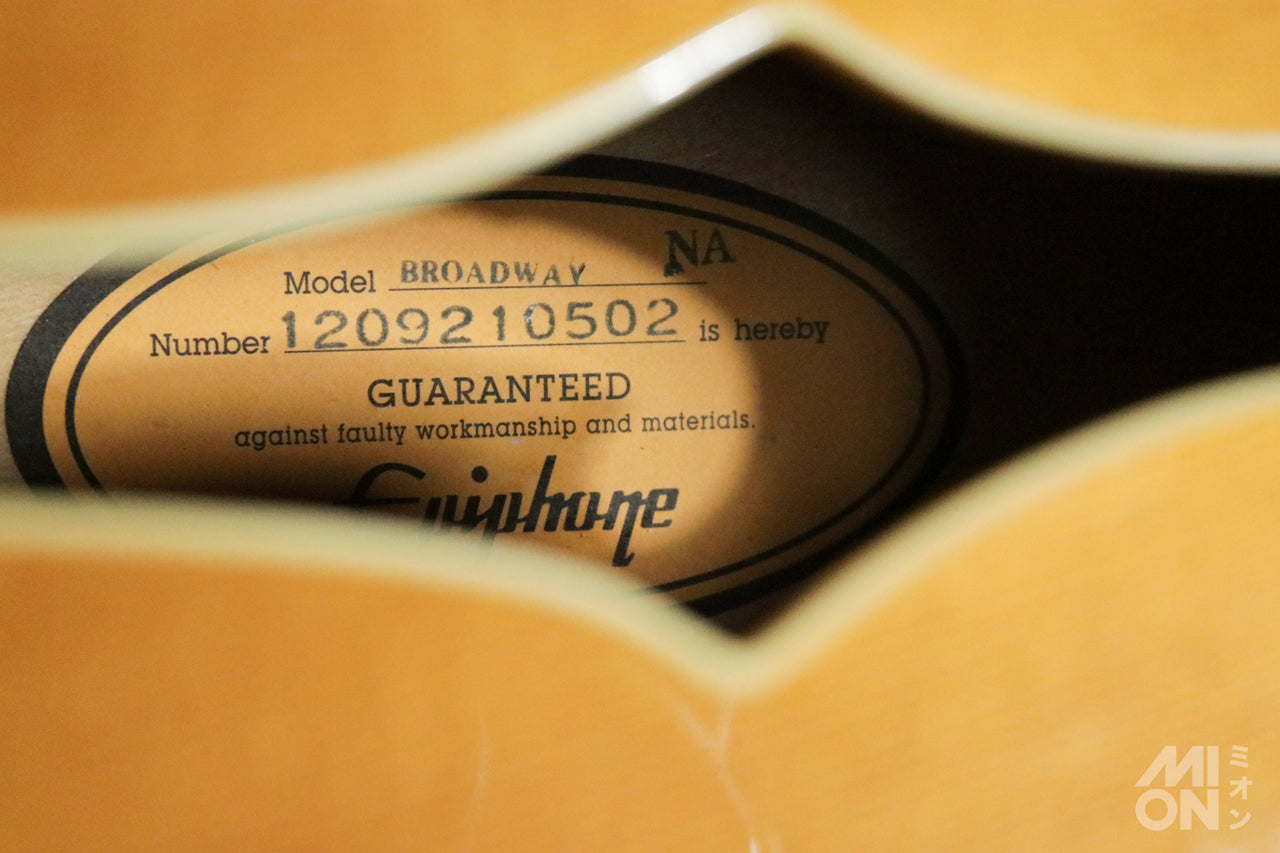 Model BROADWAY NA
Number 1209210502 is hereby
GUARANTEED
against faulty workmanship and materials.
Epiphone
MI
ON
ミオン